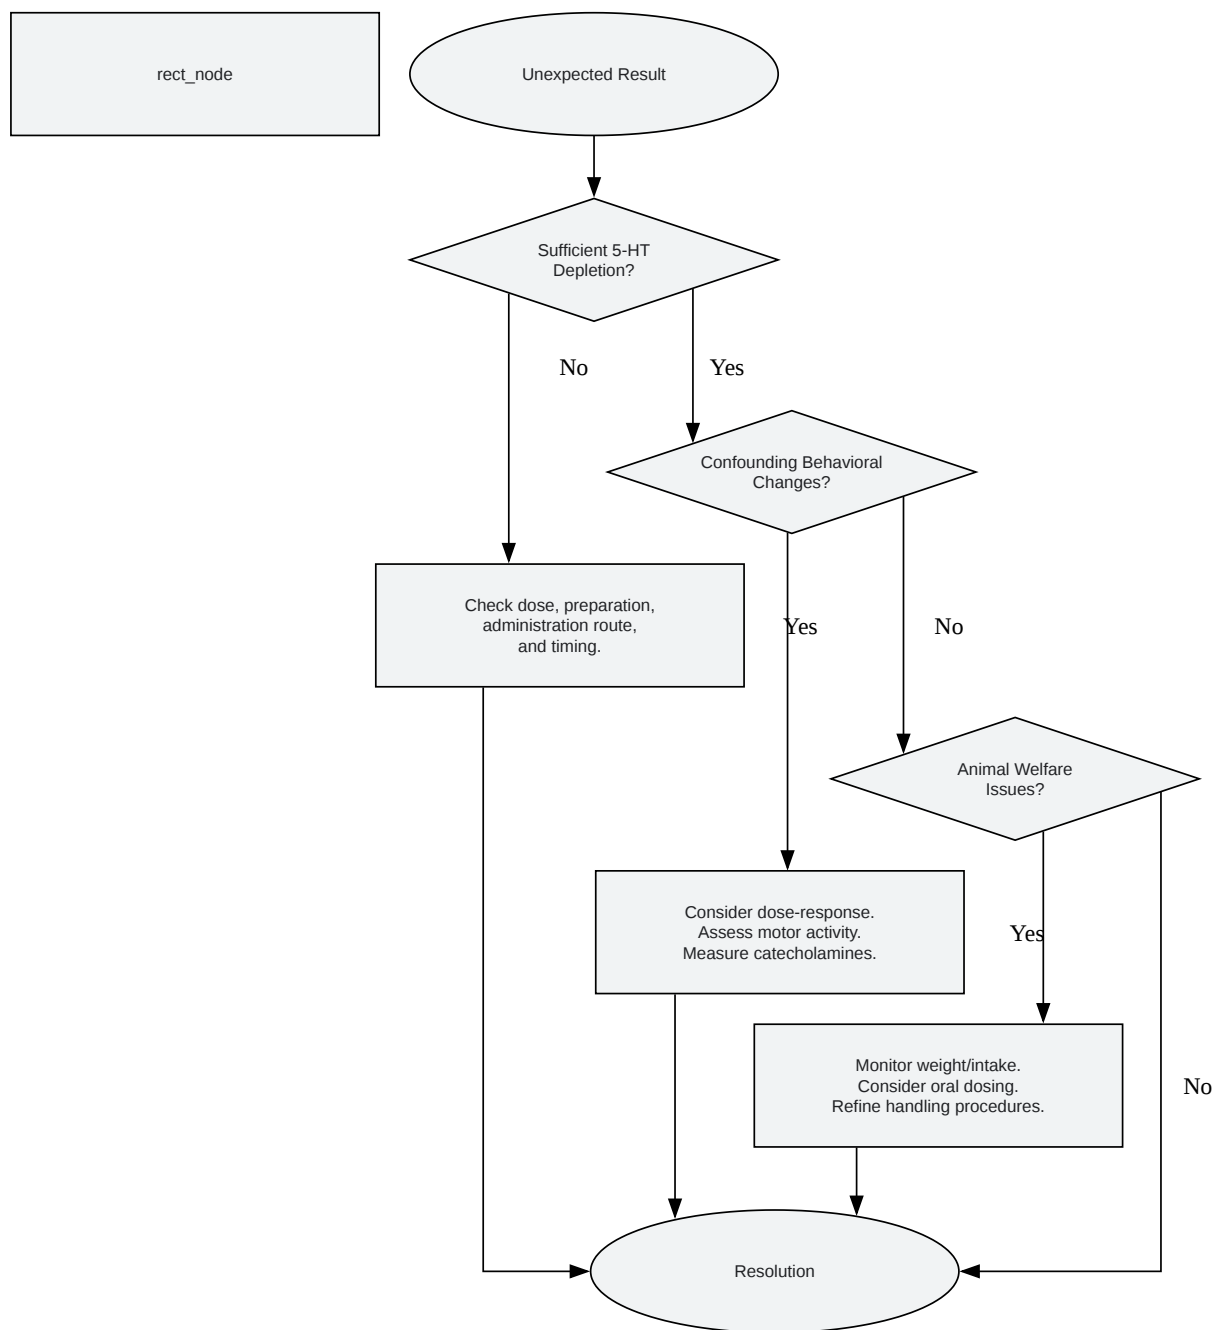 rect_node
Unexpected Result
Sufficient 5-HT
Depletion?
No
Yes
Confounding Behavioral
Changes?
Check dose, preparation,
administration route,
and timing.
Yes
No
Animal Welfare
Issues?
Consider dose-response.
Assess motor activity.
Measure catecholamines.
Yes
Monitor weight/intake.
Consider oral dosing.
Refine handling procedures.
No
Resolution